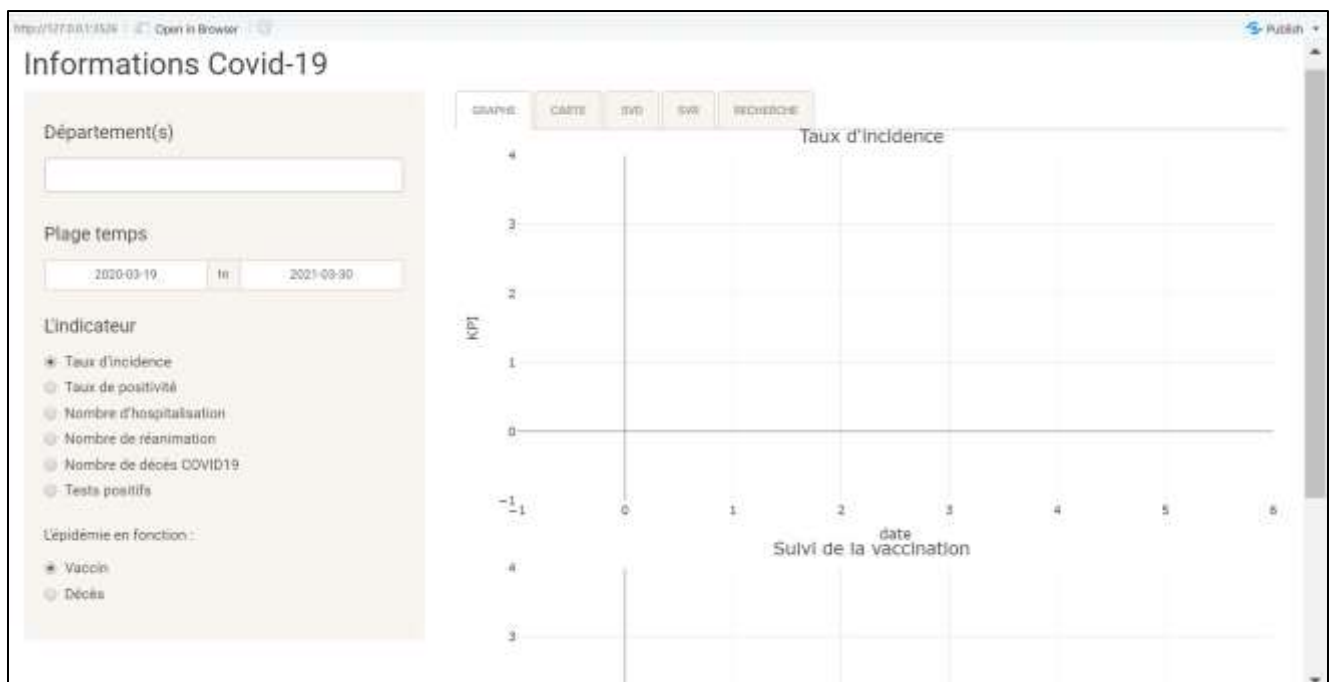 Open in Browser
Publish
Informations Covid-19
Département(s)
Plage temps
2020-03-19 to 2021-03-30
L'indicateur
Taux d'incidence
Taux de positivité
Nombre d'hospitalisation
Nombre de réanimation
Nombre de décès COVID19
Tests positifs
L'épidémie en fonction :
Vaccin
Décès
GRAPHE CARTE SVD SVR RECHERCHE
Taux d'incidence
4
3
2
1
0
−1
KPI
−1 0 1 2 3 4 5 6
date
Suivi de la vaccination
4
3